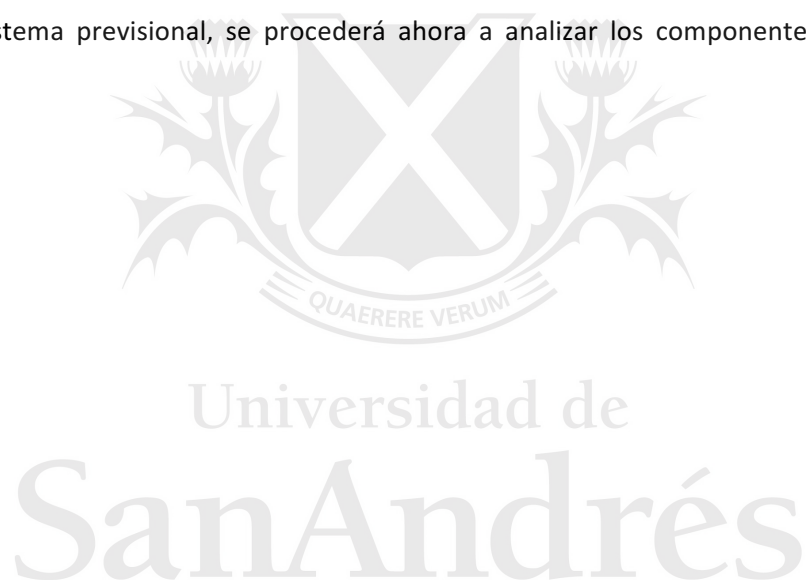 stema previsional, se procederá ahora a analizar los componente
QUAERERE VERUM
Universidad de
SanAndrés